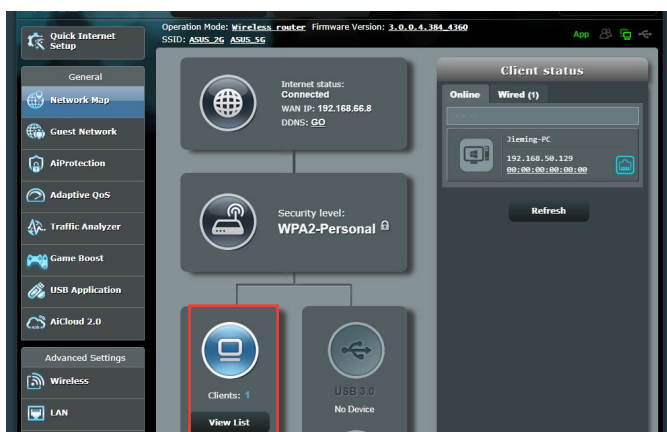 Operation Mode: Wireless router Firmware Version: 3.0.0.4.384_4360
SSID: ASUS_2G ASUS_5G
App
Quick Internet
Setup
General
Network Map
Guest Network
AiProtection
Adaptive QoS
Traffic Analyzer
Game Boost
USB Application
AiCloud 2.0
Advanced Settings
Wireless
LAN
Internet status:
Connected
WAN IP: 192.168.66.8
DDNS: GO
Security level:
WPA2-Personal
Clients: 1
View List
USB 3.0
No Device
Client status
Online Wired (1)
Jieming-PC
192.168.50.129
00:00:00:00:00:00
Refresh